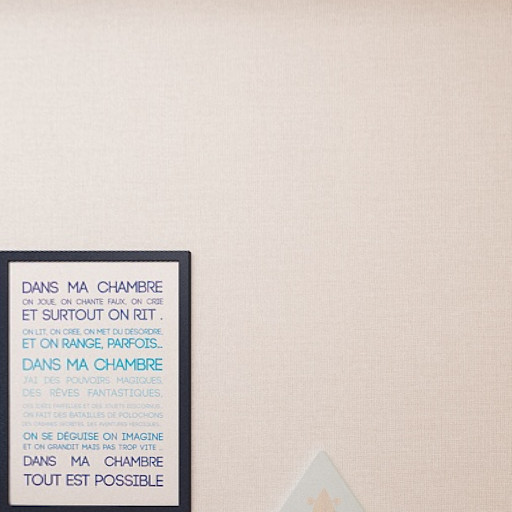 DANS MA CHAMBRE
ON JOUE, ON CHANTE FAUX, ON CRIE
ET SURTOUT ON RIT .
ON LIT, ON CRÉE, ON MET DU DÉSORDRE,
ET ON RANGE, PARFOIS...
DANS MA CHAMBRE
J'AI DES POUVOIRS MAGIQUES,
DES RÊVES FANTASTIQUES,
ON FAIT DES BATAILLES DE POLOCHONS
ON SE DÉGUISE ON IMAGINE
ET ON GRANDIT MAIS PAS TROP VITE ...
DANS MA CHAMBRE
TOUT EST POSSIBLE